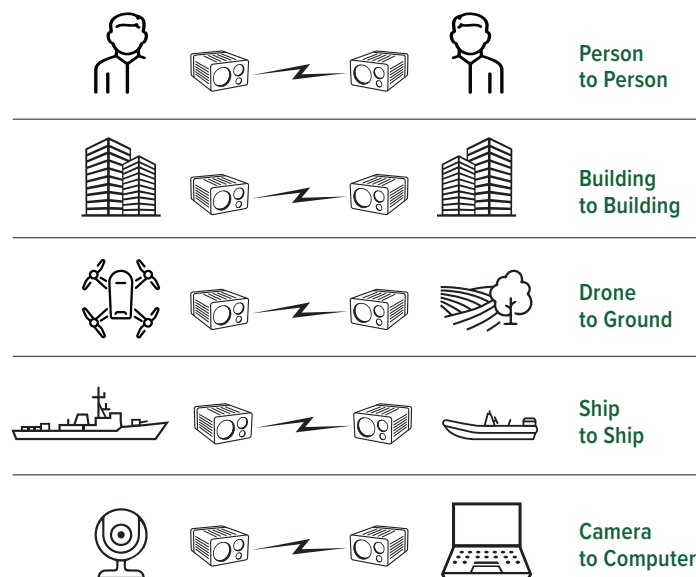 Person
to Person
Building
to Building
Drone
to Ground
Ship
to Ship
Camera
to Computer